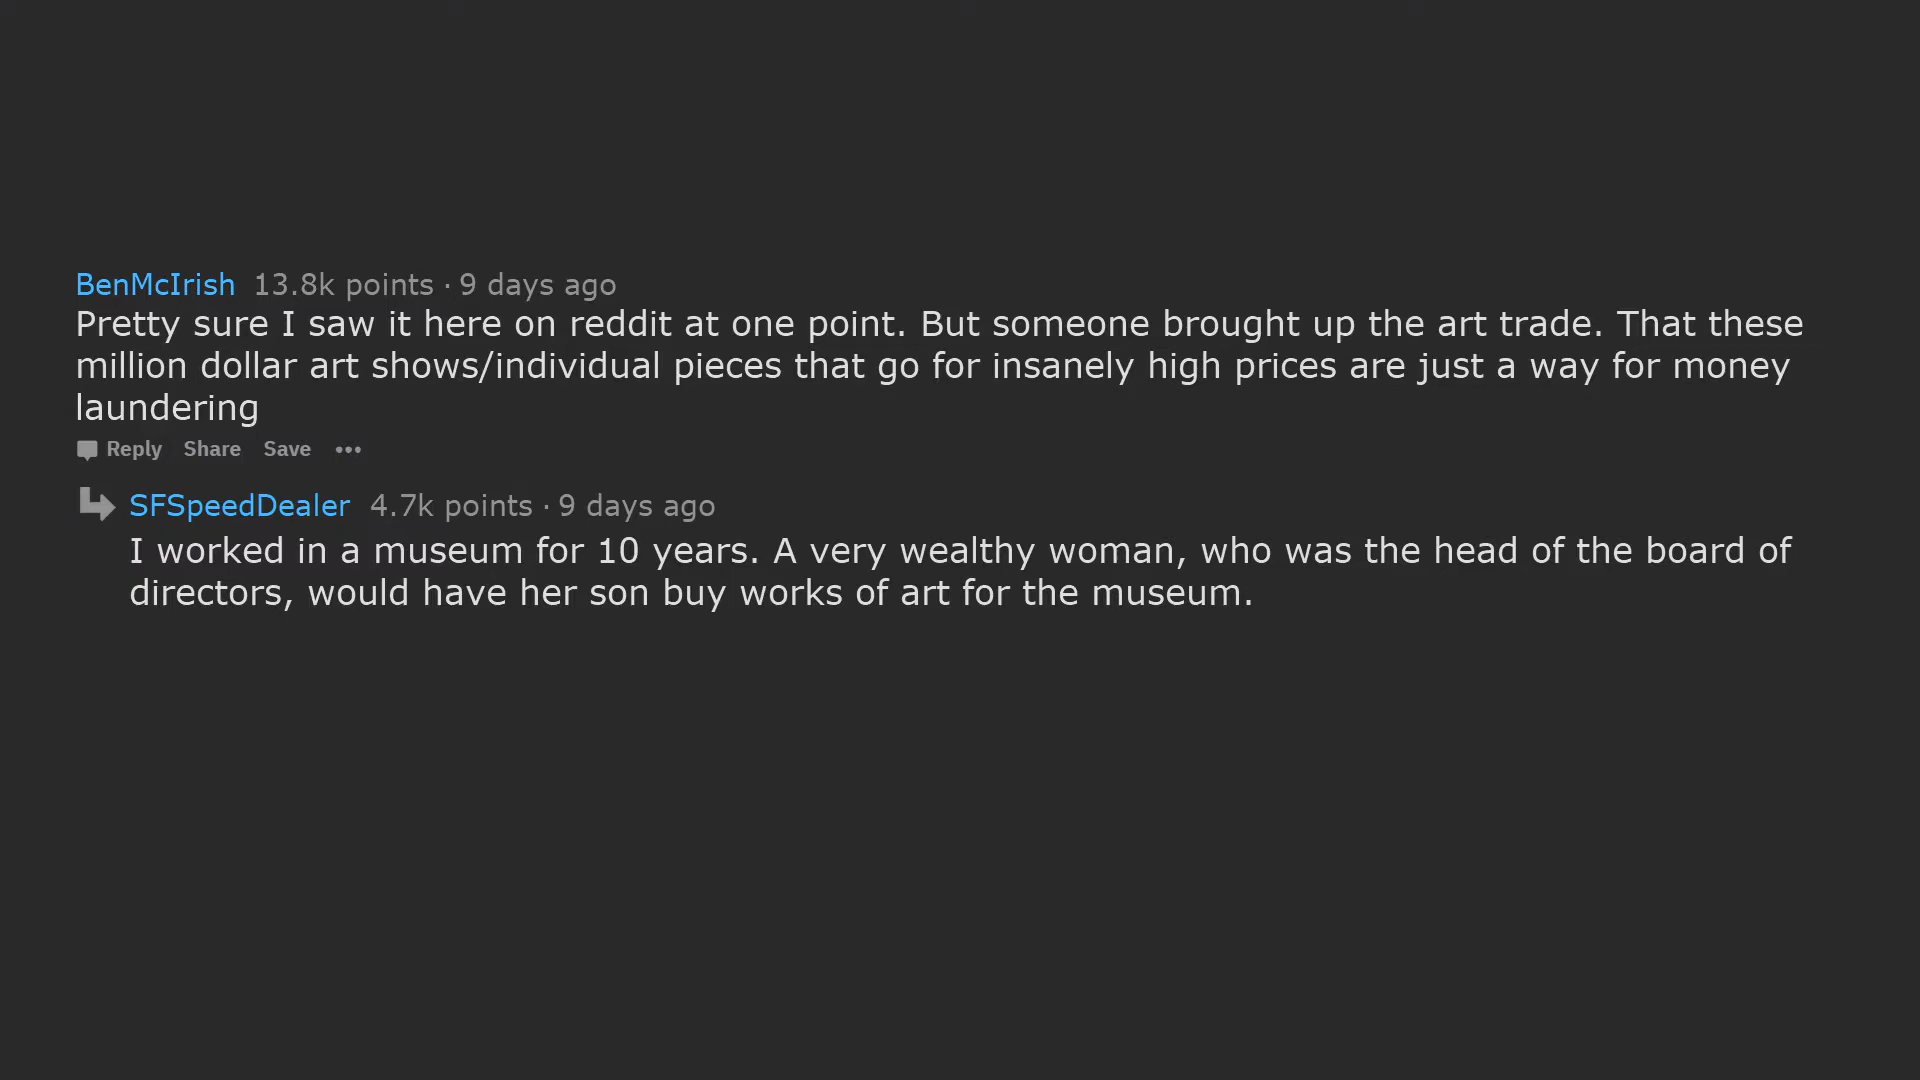 BenMcIrish 13.8k points · 9 days ago
Pretty sure I saw it here on reddit at one point. But someone brought up the art trade. That these
million dollar art shows/individual pieces that go for insanely high prices are just a way for money
laundering
Reply Share Save •••
SFSpeedDealer 4.7k points · 9 days ago
I worked in a museum for 10 years. A very wealthy woman, who was the head of the board of
directors, would have her son buy works of art for the museum.